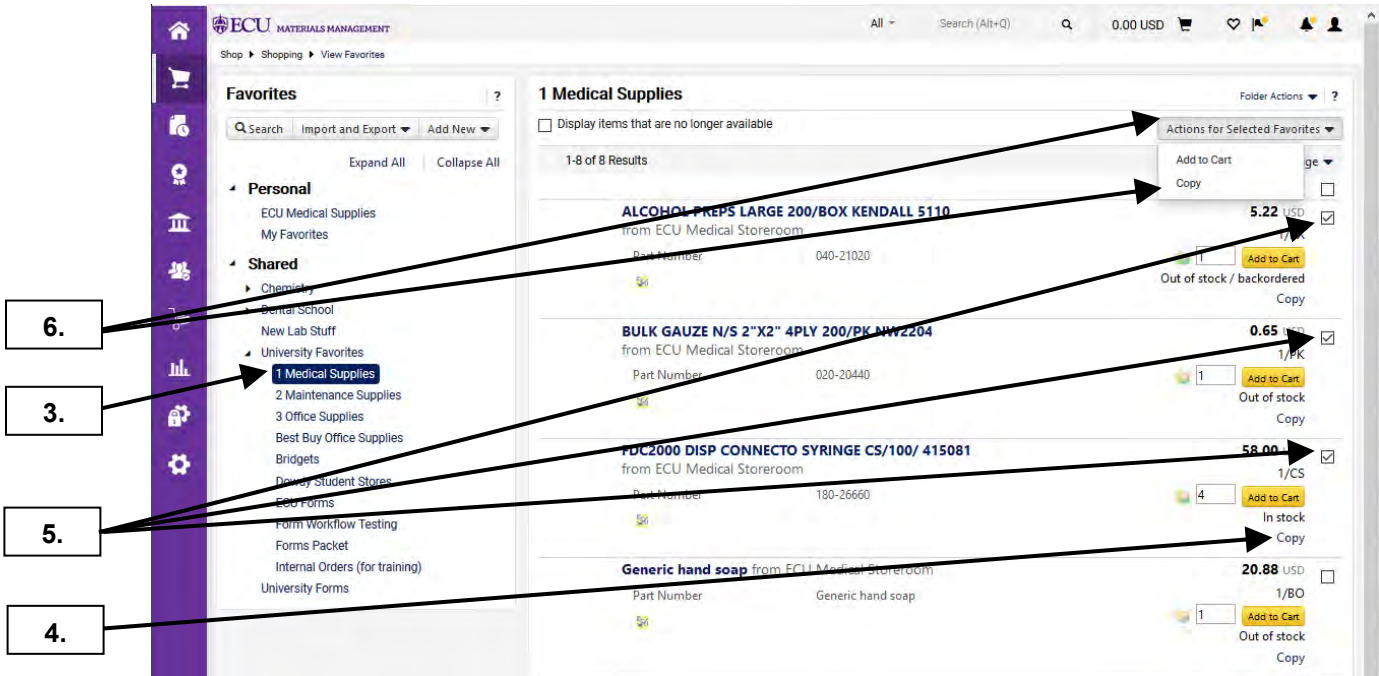 ECU MATERIALS MANAGEMENT
All
Search (Alt+Q)
0.00 USD
Shop Shopping View Favorites
Favorites
?
Search
Import and Export
Add New
Expand All
Collapse All
Personal
ECU Medical Supplies
My Favorites
Shared
Chemistry
Dental School
New Lab Stuff
University Favorites
1 Medical Supplies
2 Maintenance Supplies
3 Office Supplies
Best Buy Office Supplies
Bridgets
Dowdy Student Stores
ECU Forms
Form Workflow Testing
Forms Packet
Internal Orders (for training)
University Forms
6.
3.
5.
4.
1 Medical Supplies
Folder Actions
?
Display items that are no longer available
Actions for Selected Favorites
Add to Cart
Copy
1-8 of 8 Results
ge
ALCOHOL PREPS LARGE 200/BOX KENDALL 5110
from ECU Medical Storeroom
Part Number 040-21020
5.22 USD
1
Add to Cart
Out of stock / backordered
Copy
BULK GAUZE N/S 2"X2" 4PLY 200/PK NW2204
from ECU Medical Storeroom
Part Number 020-20440
0.65 USD
1/PK
1
Add to Cart
Out of stock
Copy
FDC2000 DISP CONNECTO SYRINGE CS/100/ 415081
from ECU Medical Storeroom
Part Number 180-26660
58.00
1/CS
4
Add to Cart
In stock
Copy
Generic hand soap from ECU Medical Storeroom
Part Number Generic hand soap
20.88 USD
1/BO
1
Add to Cart
Out of stock
Copy